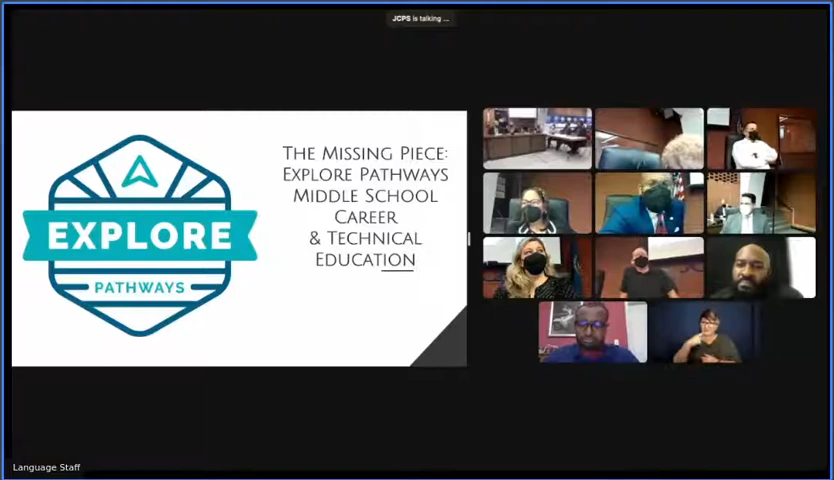 JCPS is talking ...
EXPLORE
PATHWAYS
The Missing Piece:
Explore Pathways
Middle School
Career
& Technical
Education
Language Staff